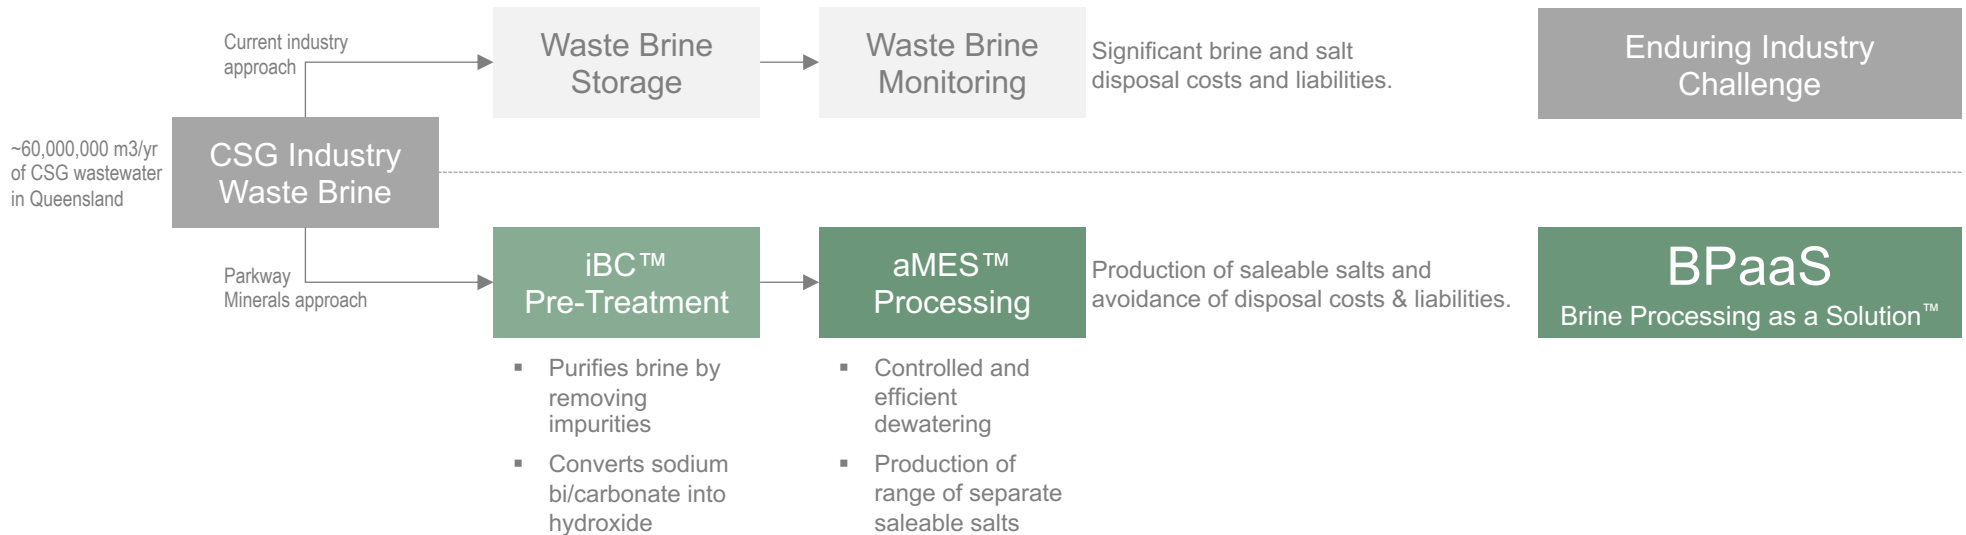 Current industry
approach
Waste Brine
Storage
Waste Brine
Monitoring
Significant brine and salt
disposal costs and liabilities.
Enduring Industry
Challenge
~60,000,000 m3/yr
of CSG wastewater
in Queensland
CSG Industry
Waste Brine
Parkway
Minerals approach
iBC™
Pre-Treatment
aMES™
Processing
Production of saleable salts and
avoidance of disposal costs & liabilities.
BPaaS
Brine Processing as a Solution™
▪ Purifies brine by
removing
impurities
▪ Converts sodium
bi/carbonate into
hydroxide
▪ Controlled and
efficient
dewatering
▪ Production of
range of separate
saleable salts